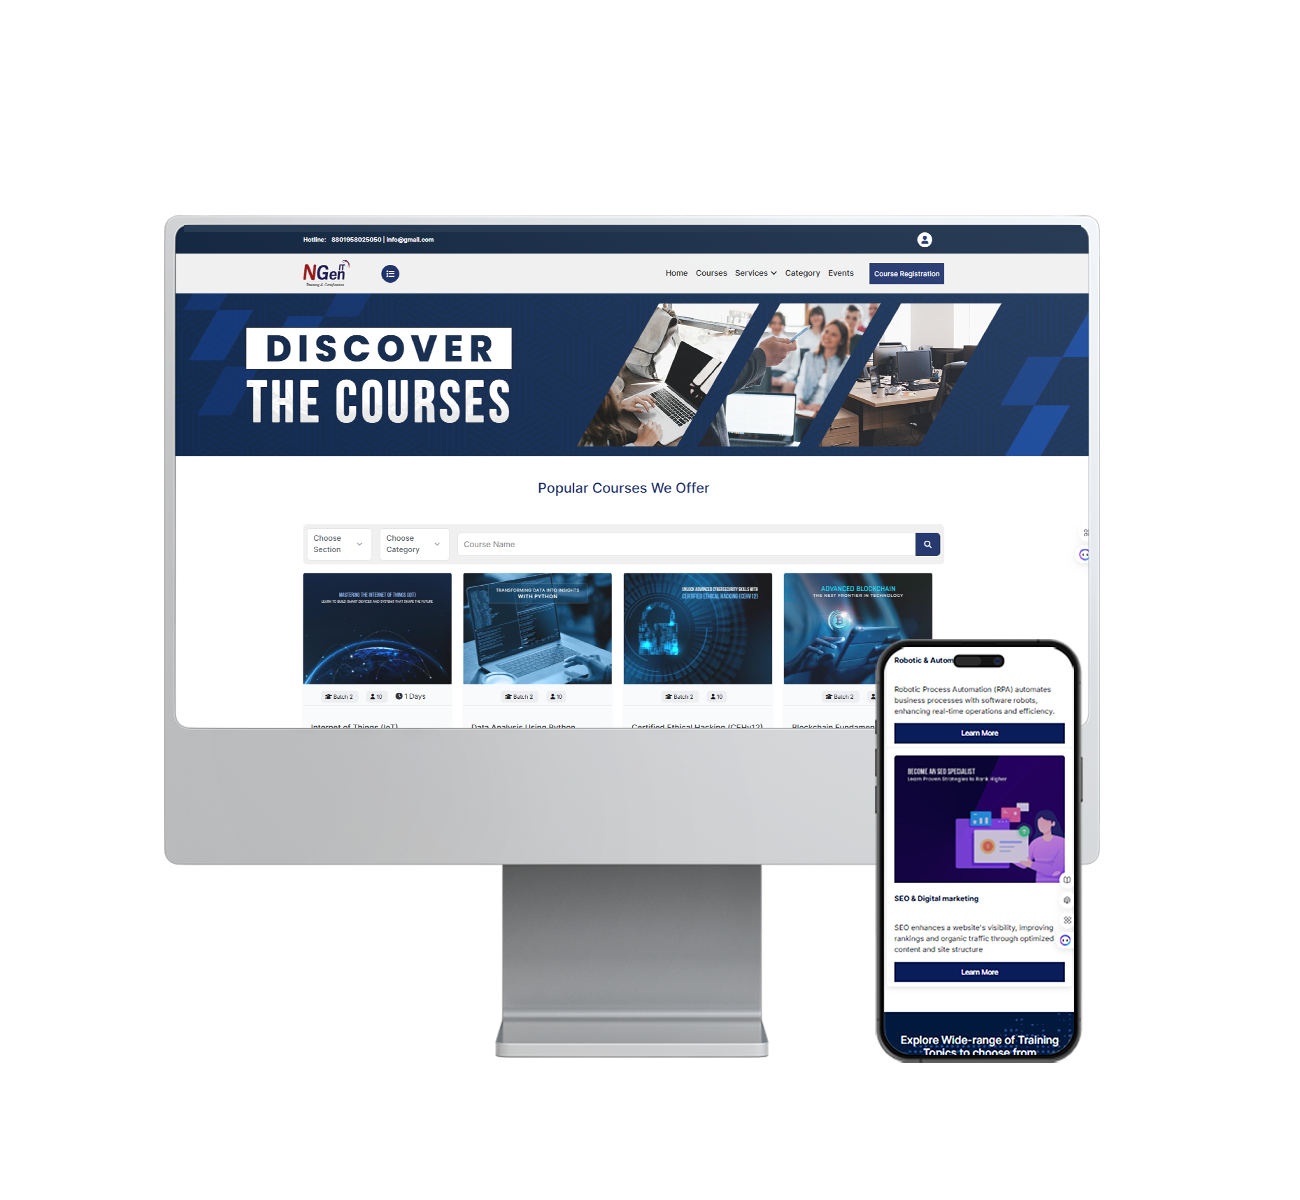 Hotline: 8801958025050 | info@gmail.com
NGen IT
Training & Certification
Home Courses Services Category Events Course Registration
DISCOVER
THE COURSES
Popular Courses We Offer
Choose Section
Choose Category
Course Name
MASTERING THE INTERNET OF THINGS (IOT)
LEARN TO BUILD SMART DEVICES AND SYSTEMS THAT SHAPE THE FUTURE
TRANSFORMING DATA INTO INSIGHTS
WITH PYTHON
UNLOCK ADVANCED CYBERSECURITY SKILLS WITH
CERTIFIED ETHICAL HACKING (CEHV12)
ADVANCED BLOCKCHAIN
THE NEXT FRONTIER IN TECHNOLOGY
Batch 2 10 1 Days
Batch 2 10
Batch 2 10
Batch 2
Internet of Things (IoT)
Data Analysis Using Python
Certified Ethical Hacking (CEHv12)
Blockchain Fundamen
Robotic & Autom
Robotic Process Automation (RPA) automates
business processes with software robots,
enhancing real-time operations and efficiency.
Learn More
BECOME AN SEO SPECIALIST
Learn Proven Strategies to Rank Higher
SEO & Digital marketing
SEO enhances a website's visibility, improving
rankings and organic traffic through optimized
content and site structure
Learn More
Explore Wide-range of Training
Topics to choose from